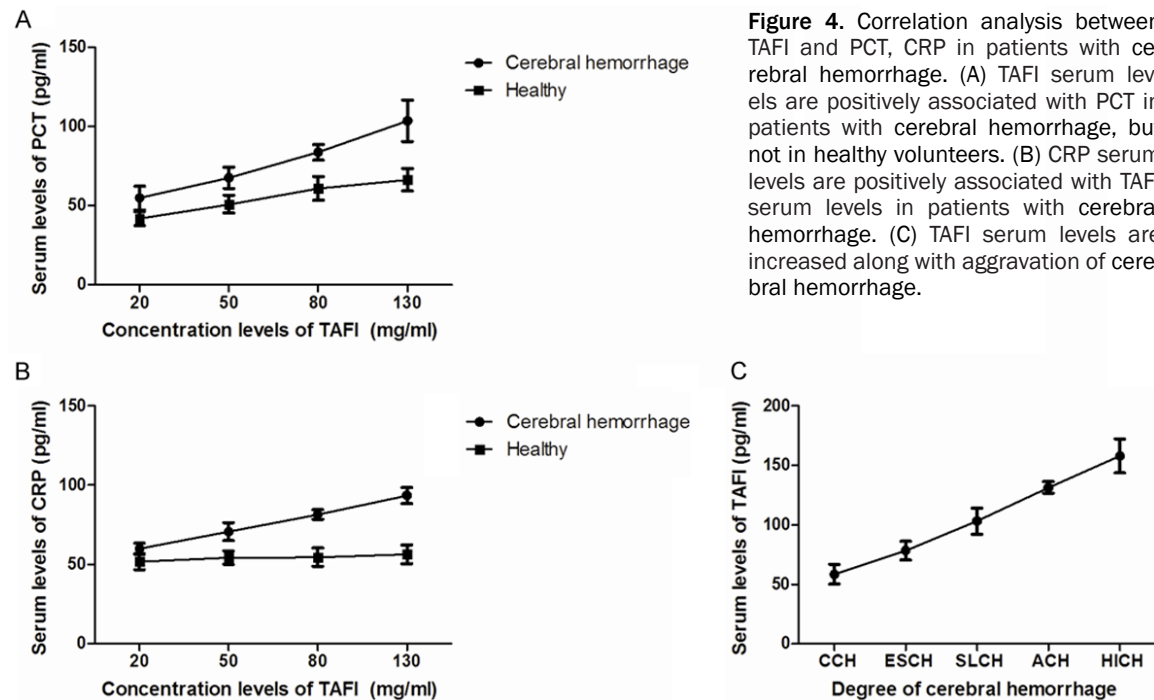 A
150
100
50
0
Serum levels of PCT (pg/ml)
Cerebral hemorrhage
Healthy
20 50 80 130
Concentration levels of TAFI (mg/ml)
Figure 4. Correlation analysis between
TAFI and PCT, CRP in patients with ce
rebral hemorrhage. (A) TAFI serum lev
els are positively associated with PCT in
patients with cerebral hemorrhage, but
not in healthy volunteers. (B) CRP serum
levels are positively associated with TAF
serum levels in patients with cerebral
hemorrhage. (C) TAFI serum levels are
increased along with aggravation of cere
bral hemorrhage.
B
150
100
50
0
Serum levels of CRP (pg/ml)
Cerebral hemorrhage
Healthy
20 50 80 130
Concentration levels of TAFI (mg/ml)
C
200
150
100
50
0
Serum levels of TAFI (pg/ml)
CCH ESCH SLCH ACH HICH
Degree of cerebral hemorrhage